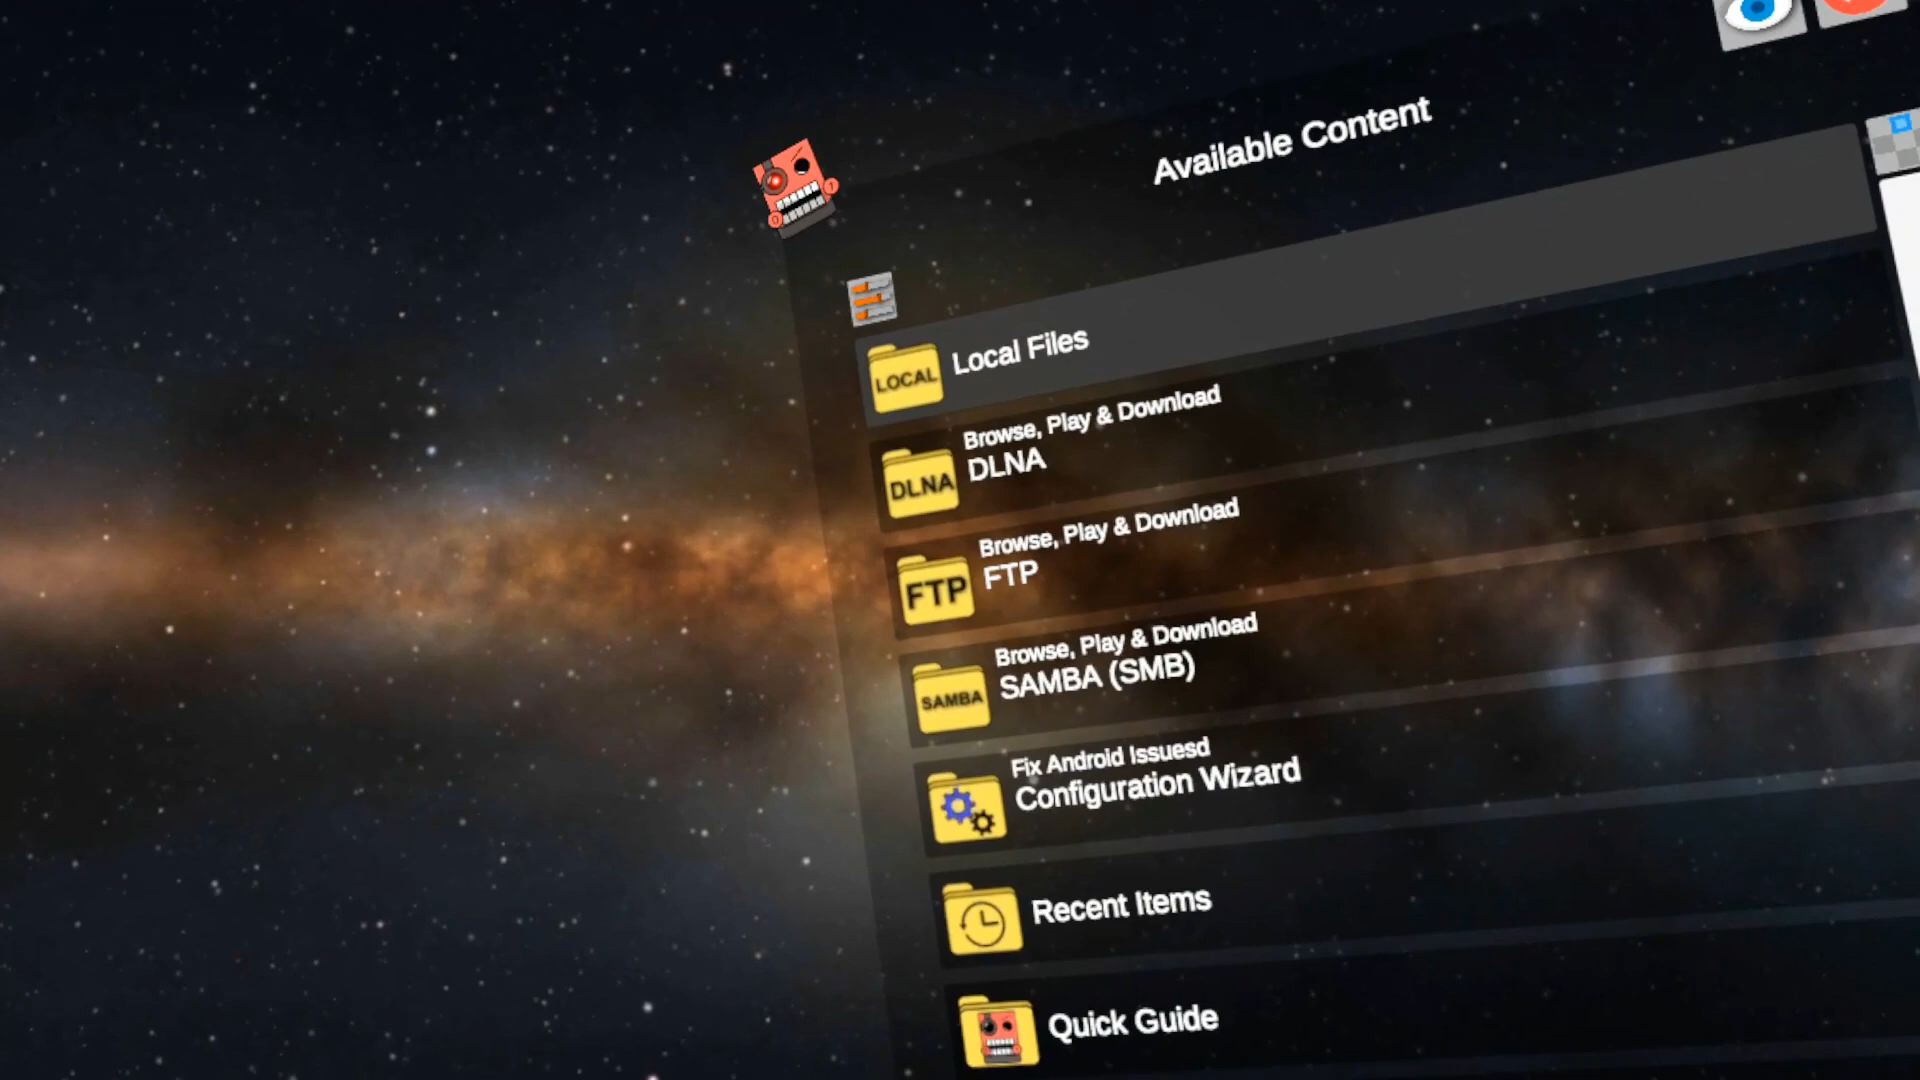 Available Content
LOCAL
Local Files
Browse, Play & Download
DLNA
DLNA
Browse, Play & Download
FTP
FTP
Browse, Play & Download
SAMBA
SAMBA (SMB)
Fix Android Issuesd
Configuration Wizard
Recent Items
Quick Guide